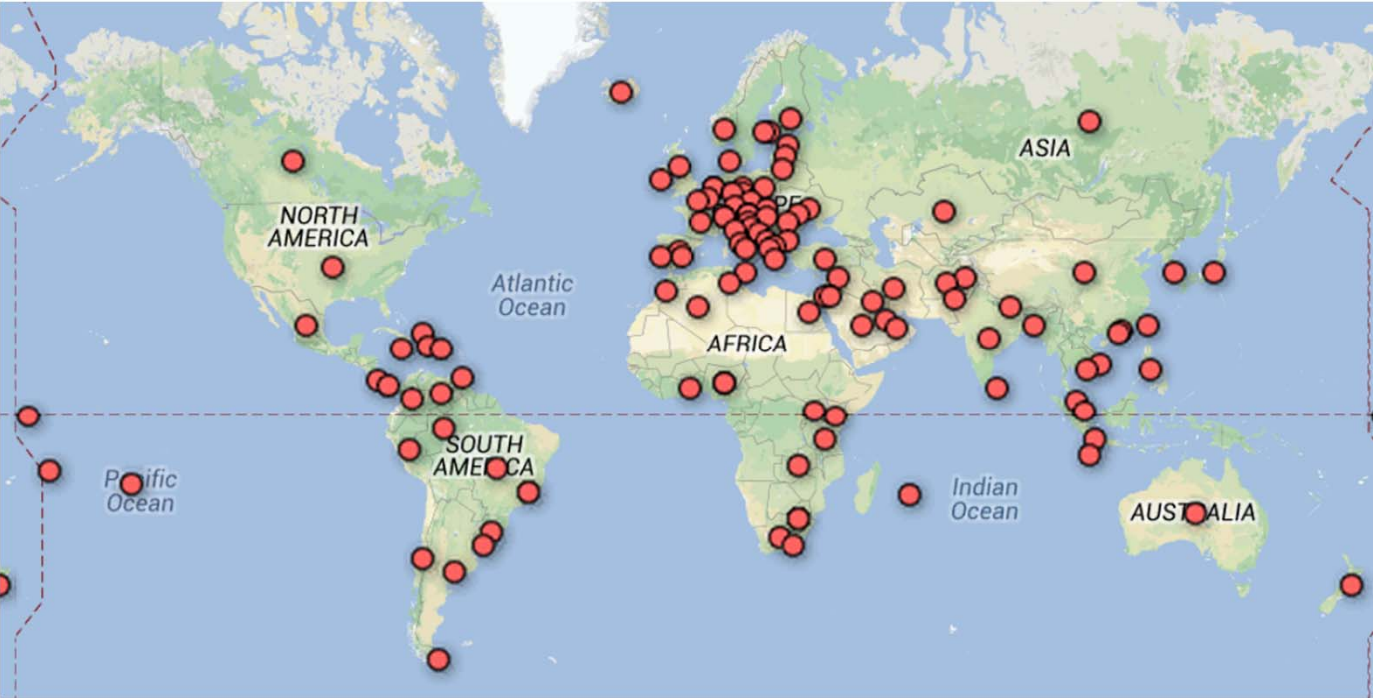 ASIA
NORTH
AMERICA
Atlantic
Ocean
AFRICA
SOUTH
AMERICA
Pacific
Ocean
Indian
Ocean
AUSTRALIA